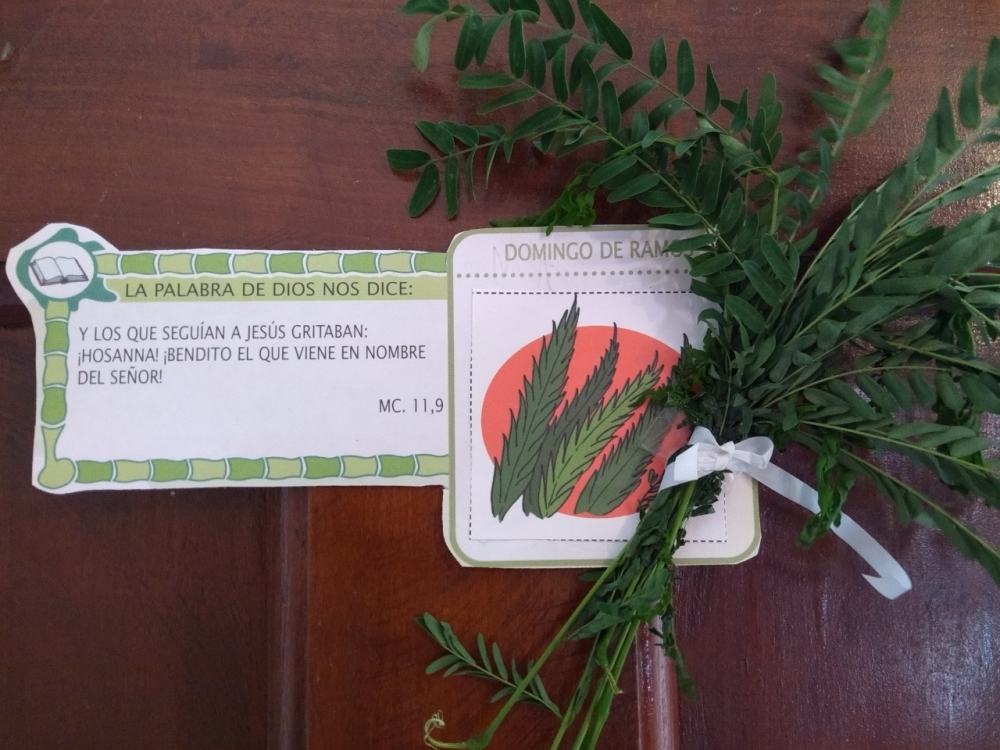 LA PALABRA DE DIOS NOS DICE:
Y LOS QUE SEGUÍAN A JESÚS GRITABAN:
¡HOSANNA! ¡BENDITO EL QUE VIENE EN NOMBRE
DEL SEÑOR!
MC. 11,9
DOMINGO DE RAMOS